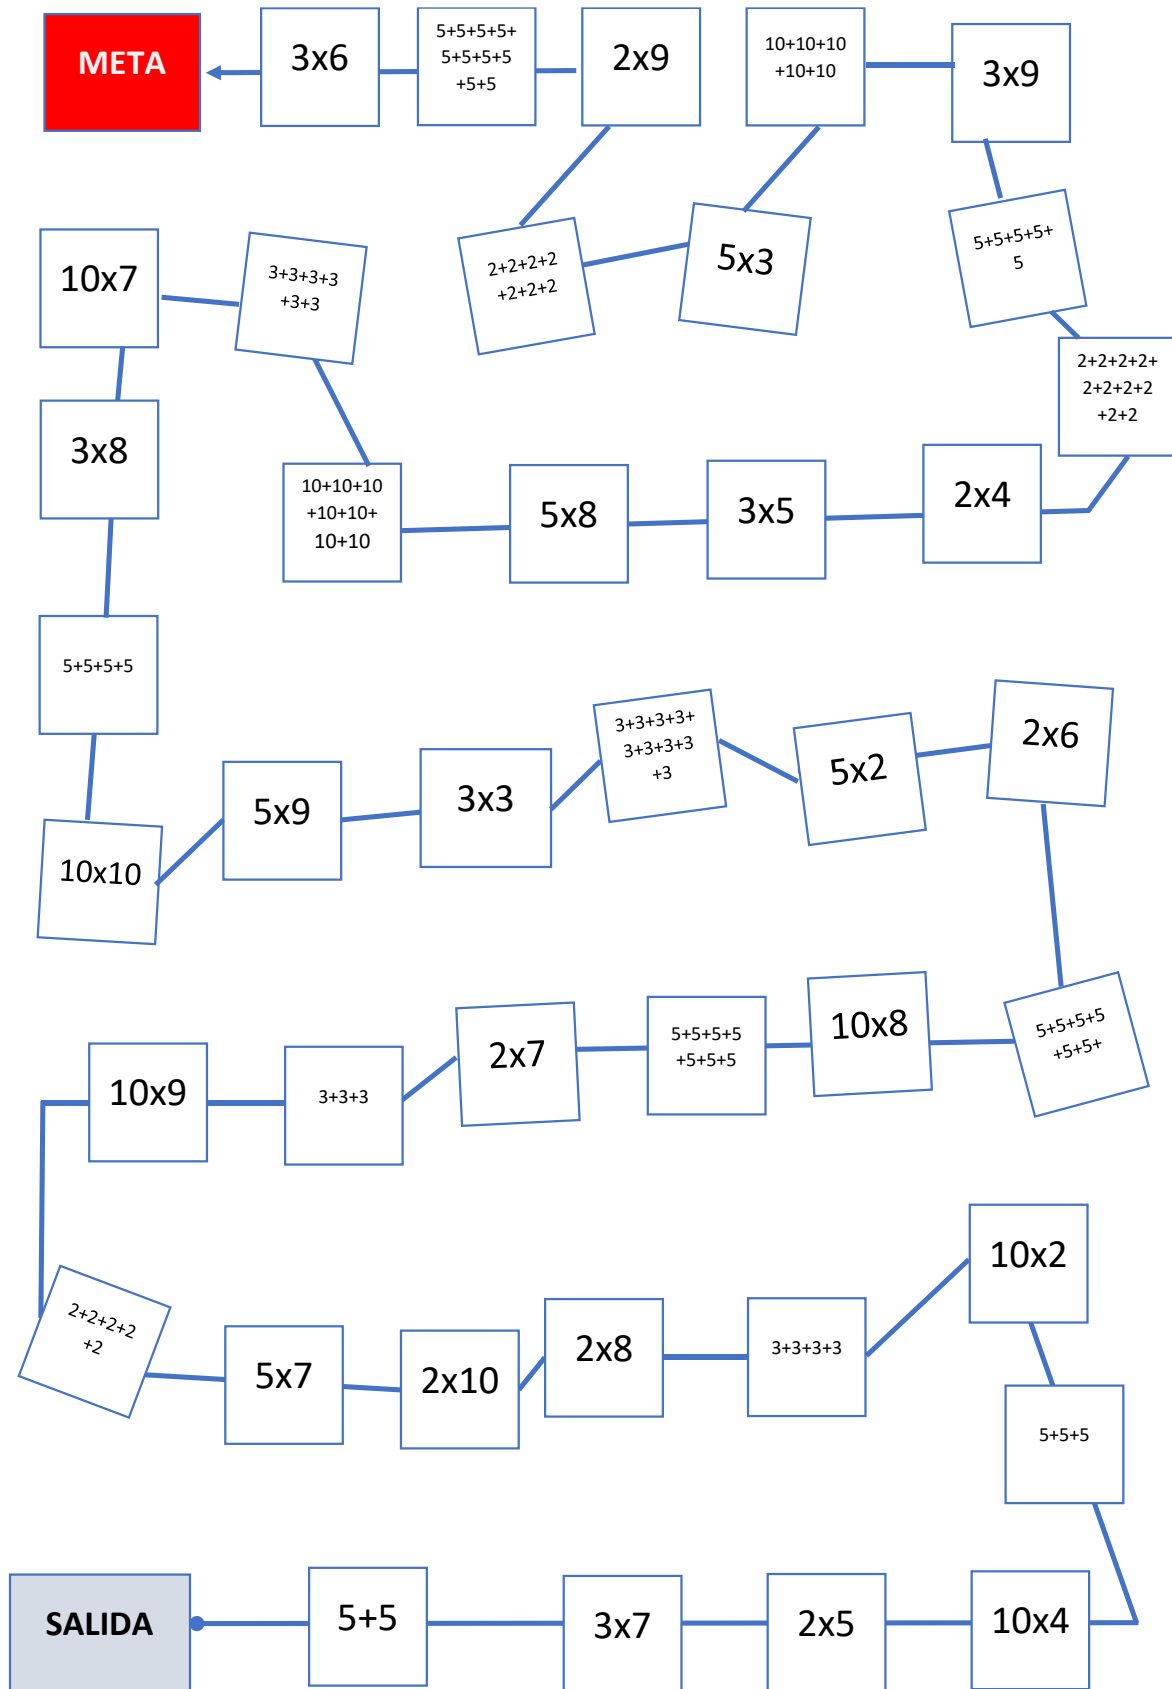 META
3x6
5+5+5+5+
5+5+5+5
+5+5
2x9
10+10+10
+10+10
3x9
10x7
3+3+3+3
+3+3
2+2+2+2
+2+2+2
5x3
5+5+5+5+
5
2+2+2+2+
2+2+2+2
+2+2
3x8
10+10+10
+10+10+
10+10
5x8
3x5
2x4
5+5+5+5
3+3+3+3+
3+3+3+3
+3
5x2
2x6
10x10
5x9
3x3
10x9
3+3+3
2x7
5+5+5+5
+5+5+5
10x8
5+5+5+5
+5+5+
10x2
2+2+2+2
+2
5x7
2x10
2x8
3+3+3+3
5+5+5
SALIDA
5+5
3x7
2x5
10x4